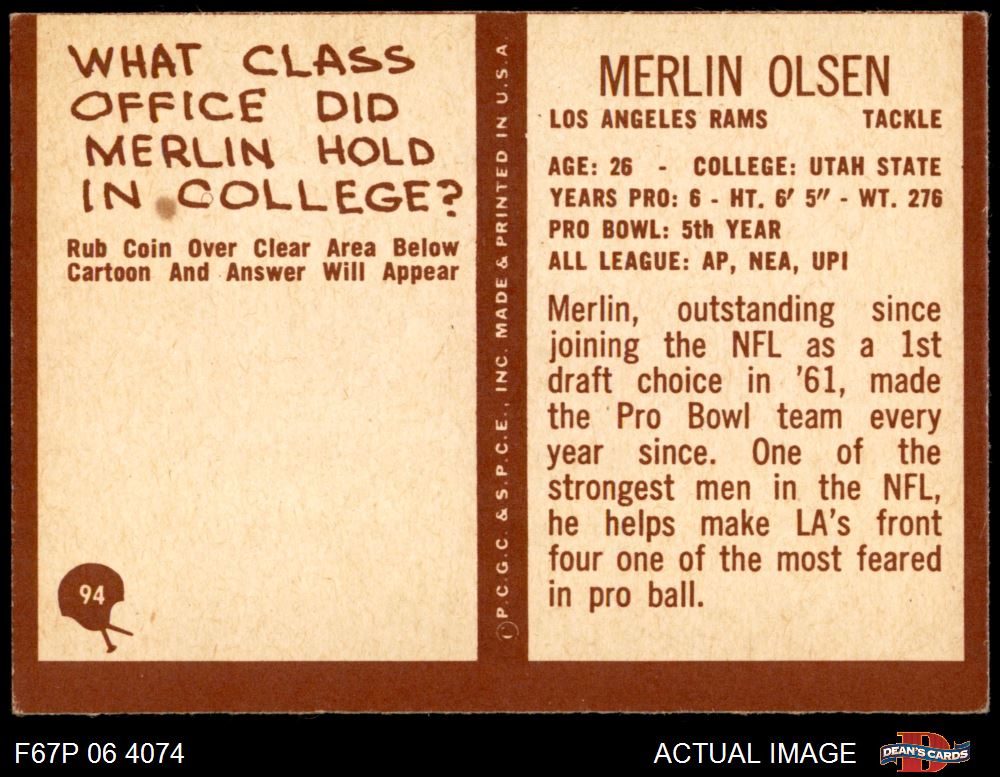 WHAT CLASS
OFFICE DID
MERLIN HOLD
IN COLLEGE?
Rub Coin Over Clear Area Below
Cartoon And Answer Will Appear
94
©P.C.G.C. & S.P.C.E., INC. MADE & PRINTED IN U.S.A.
MERLIN OLSEN
LOS ANGELES RAMS TACKLE
AGE: 26 - COLLEGE: UTAH STATE
YEARS PRO: 6 - HT. 6′ 5″ - WT. 276
PRO BOWL: 5th YEAR
ALL LEAGUE: AP, NEA, UPI
Merlin, outstanding since
joining the NFL as a 1st
draft choice in '61, made
the Pro Bowl team every
year since. One of the
strongest men in the NFL,
he helps make LA's front
four one of the most feared
in pro ball.
F67P 06 4074
ACTUAL IMAGE
D
DEAN'S CARDS